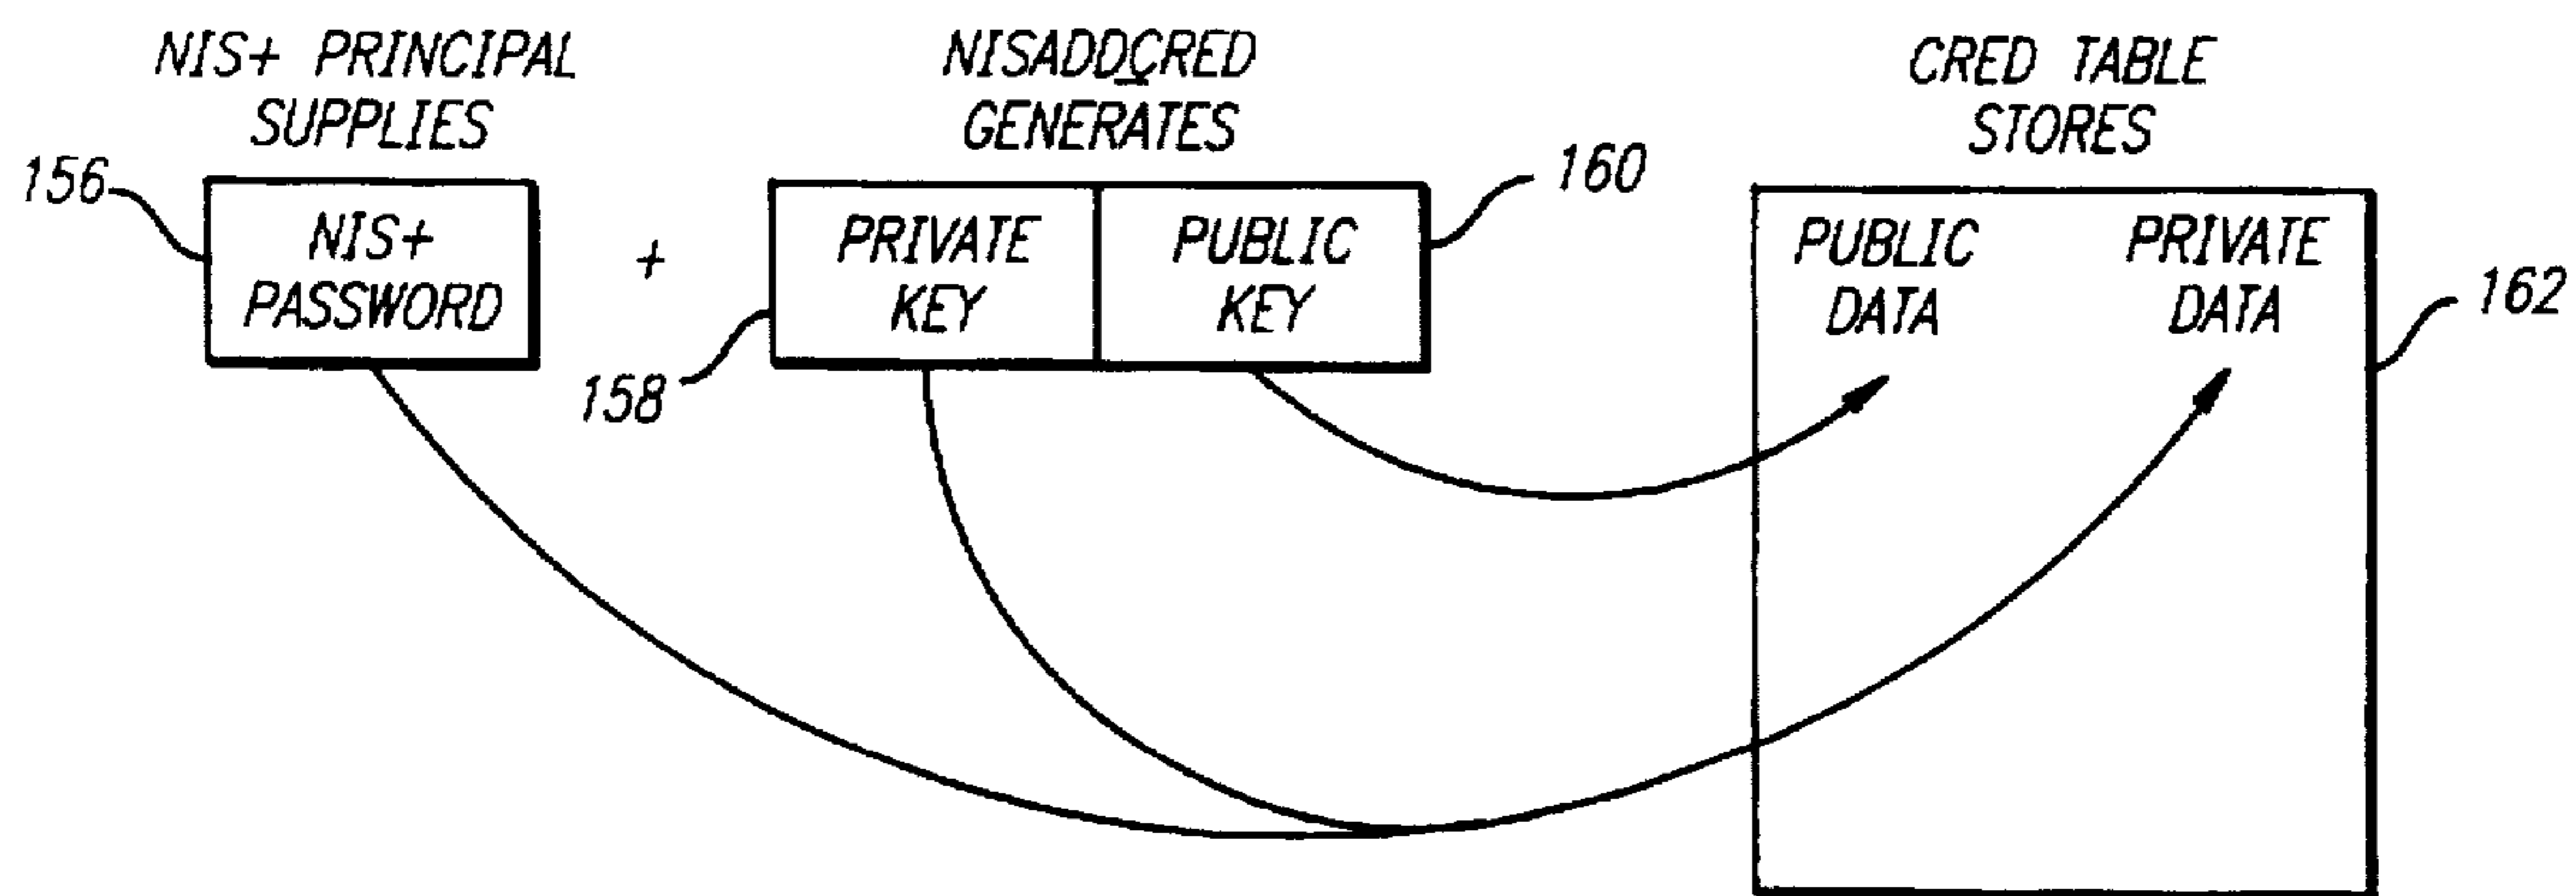 NIS+ PRINCIPAL
SUPPLIES
NISADDCRED
GENERATES
CRED TABLE
STORES
156
NIS+
PASSWORD
+
158
PRIVATE
KEY
PUBLIC
KEY
160
PUBLIC
DATA
PRIVATE
DATA
162